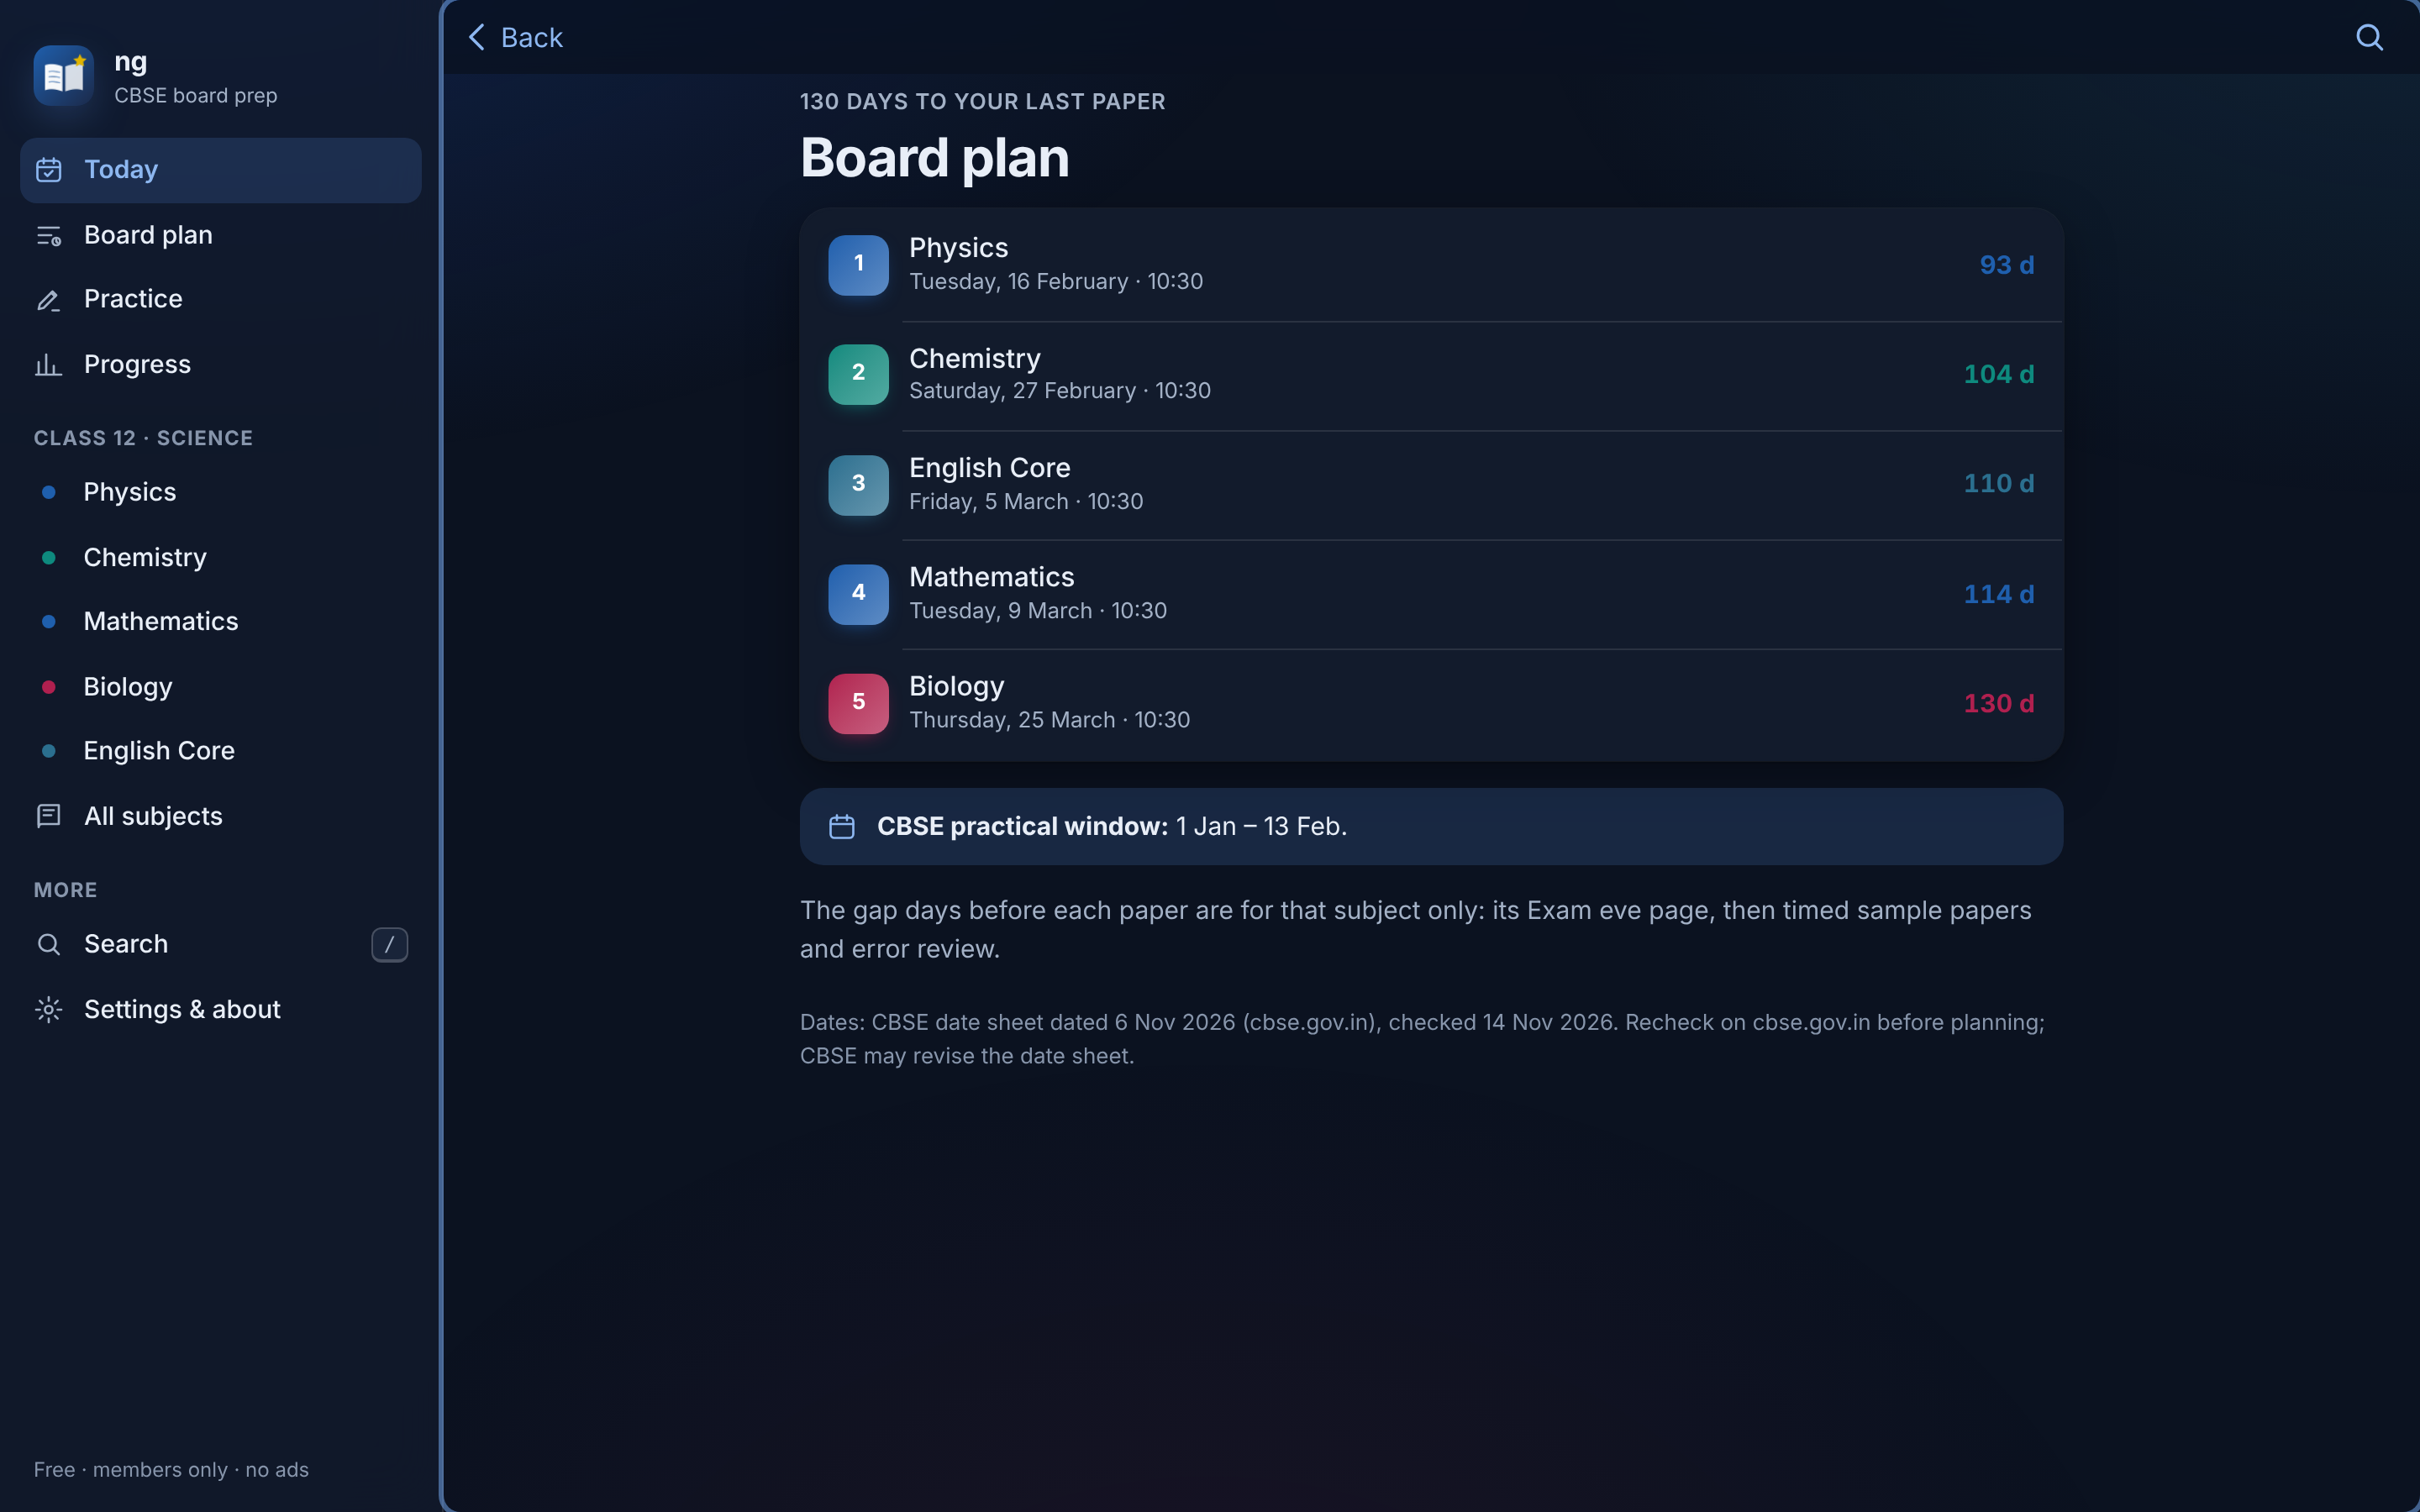 ng
CBSE board prep
Today
Board plan
Practice
Progress
CLASS 12 · SCIENCE
Physics
Chemistry
Mathematics
Biology
English Core
All subjects
MORE
Search /
Settings & about
Free · members only · no ads
Back
130 DAYS TO YOUR LAST PAPER
Board plan
1 Physics 93 d
Tuesday, 16 February · 10:30
2 Chemistry 104 d
Saturday, 27 February · 10:30
3 English Core 110 d
Friday, 5 March · 10:30
4 Mathematics 114 d
Tuesday, 9 March · 10:30
5 Biology 130 d
Thursday, 25 March · 10:30
CBSE practical window: 1 Jan – 13 Feb.
The gap days before each paper are for that subject only: its Exam eve page, then timed sample papers
and error review.
Dates: CBSE date sheet dated 6 Nov 2026 (cbse.gov.in), checked 14 Nov 2026. Recheck on cbse.gov.in before planning;
CBSE may revise the date sheet.